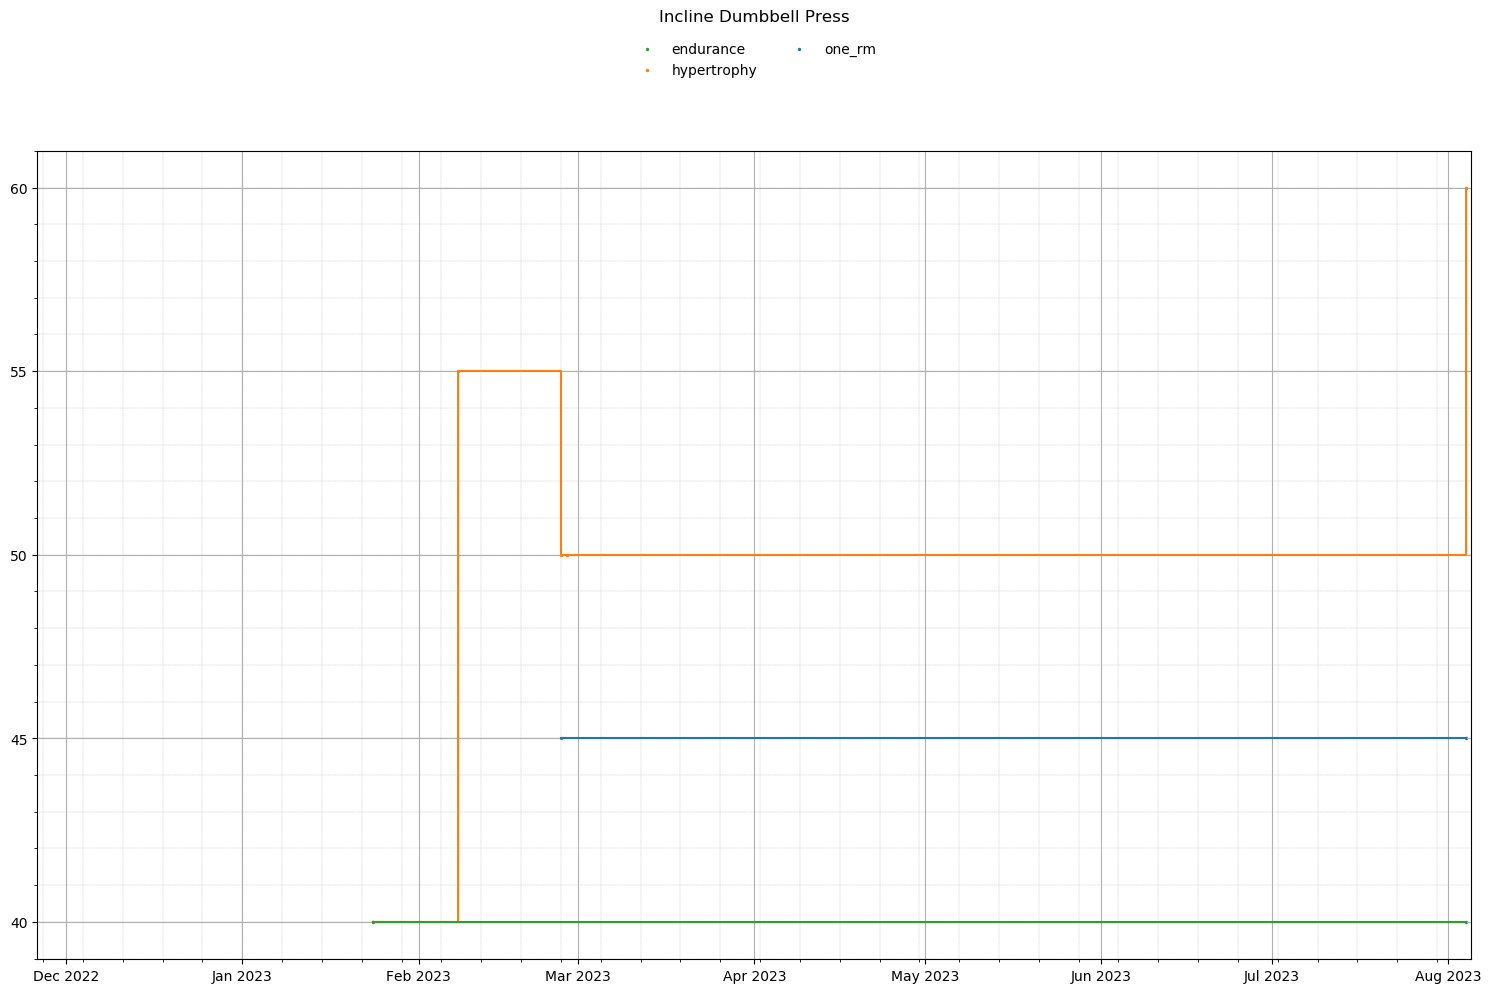 Incline Dumbbell Press
endurance one_rm
hypertrophy
60
55
50
45
40
Dec 2022 Jan 2023 Feb 2023 Mar 2023 Apr 2023 May 2023 Jun 2023 Jul 2023 Aug 2023